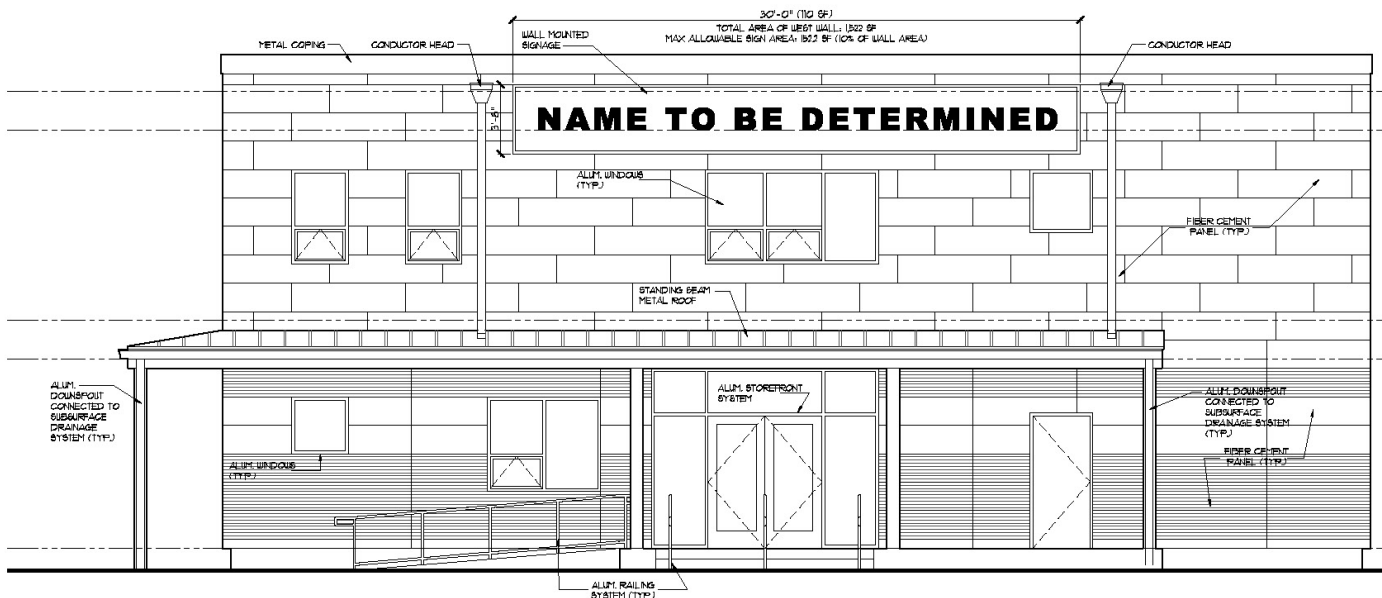 30'-0" (110 SF)
TOTAL AREA OF WEST WALL: 1,522 SF
MAX ALLOWABLE SIGN AREA: 152.2 SF (10% OF WALL AREA)
METAL COPING
CONDUCTOR HEAD
WALL MOUNTED
SIGNAGE
CONDUCTOR HEAD
3'-8"
NAME TO BE DETERMINED
ALUM. WINDOWS
(TYP.)
FIBER CEMENT
PANEL (TYP.)
STANDING SEAM
METAL ROOF
ALUM.
DOWNSPOUT
CONNECTED TO
SUBSURFACE
DRAINAGE
SYSTEM (TYP.)
ALUM. STOREFRONT
SYSTEM
ALUM. DOWNSPOUT
CONNECTED TO
SUBSURFACE
DRAINAGE SYSTEM
(TYP.)
ALUM. WINDOWS
(TYP.)
FIBER CEMENT
PANEL (TYP.)
ALUM. RAILING
SYSTEM (TYP.)